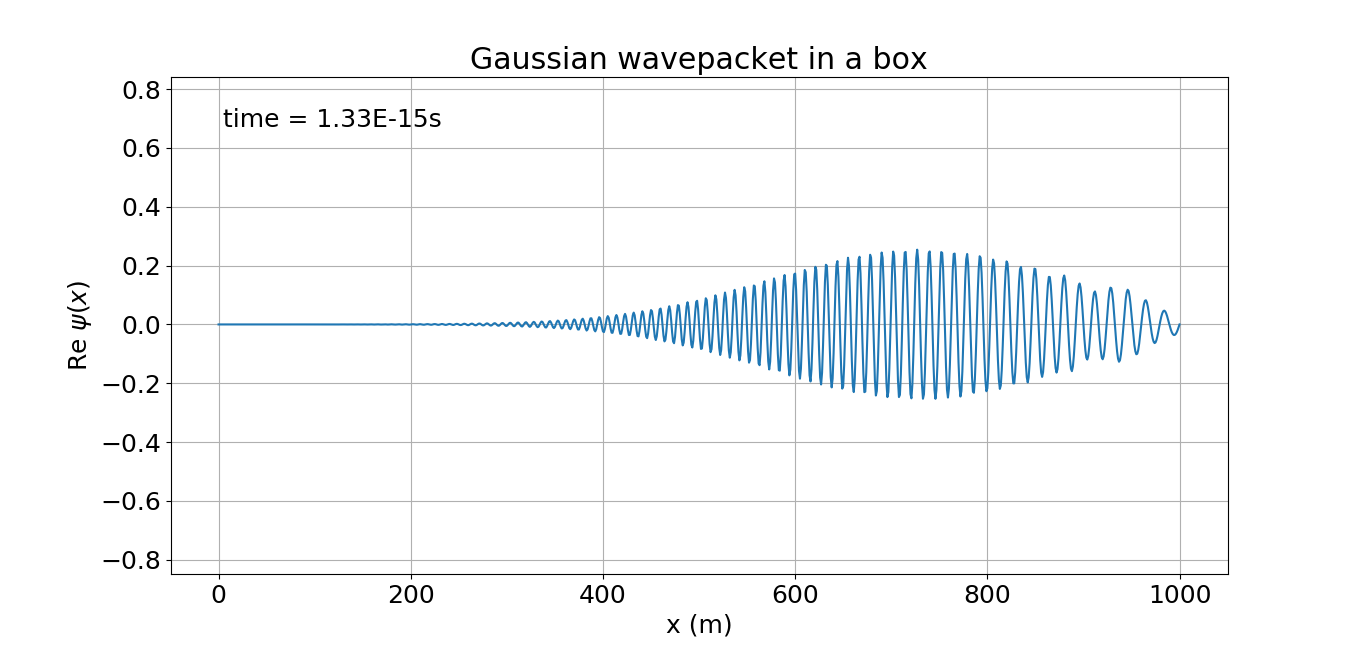 Gaussian wavepacket in a box
time = 1.33E-15s
0.8
0.6
0.4
0.2
0.0
−0.2
−0.4
−0.6
−0.8
Re ψ(x)
0 200 400 600 800 1000
x (m)